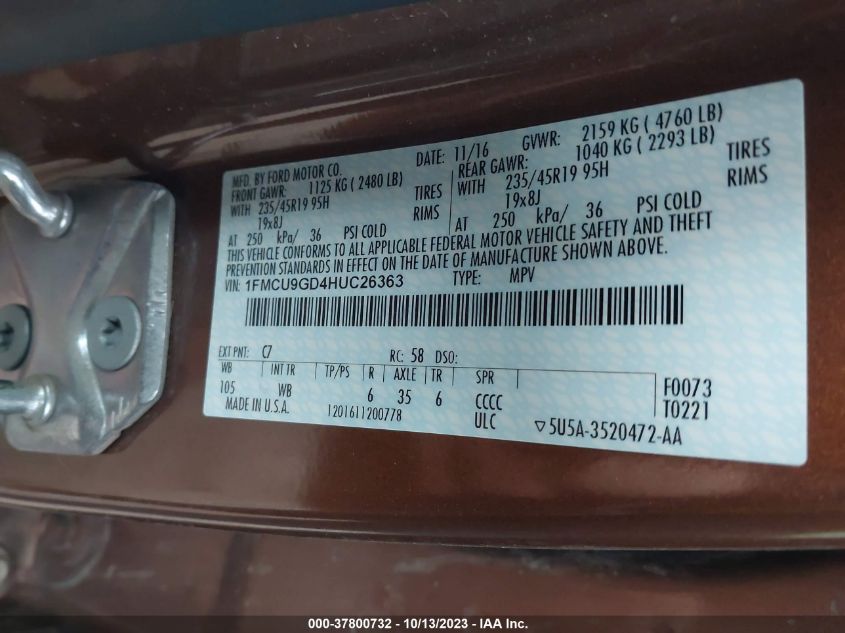 MFD. BY FORD MOTOR CO. DATE: 11/16 GVWR: 2159 KG ( 4760 LB)
FRONT GAWR: 1125 KG ( 2480 LB) REAR GAWR: 1040 KG ( 2293 LB)
WITH 235/45R19 95H TIRES WITH 235/45R19 95H TIRES
19x8J RIMS 19x8J RIMS
AT 250 kPa/ 36 PSI COLD AT 250 kPa/ 36 PSI COLD
THIS VEHICLE CONFORMS TO ALL APPLICABLE FEDERAL MOTOR VEHICLE SAFETY AND THEFT
PREVENTION STANDARDS IN EFFECT ON THE DATE OF MANUFACTURE SHOWN ABOVE.
VIN: 1FMCU9GD4HUC26363 TYPE: MPV
EXT PNT: C7 RC: 58 DSO:
WB INT TR TP/PS R AXLE TR SPR
105 WB 6 35 6 CCCC F0073
MADE IN U.S.A. 1201611200778 ULC T0221
▽5U5A-3520472-AA
000-37800732 - 10/13/2023 - IAA Inc.